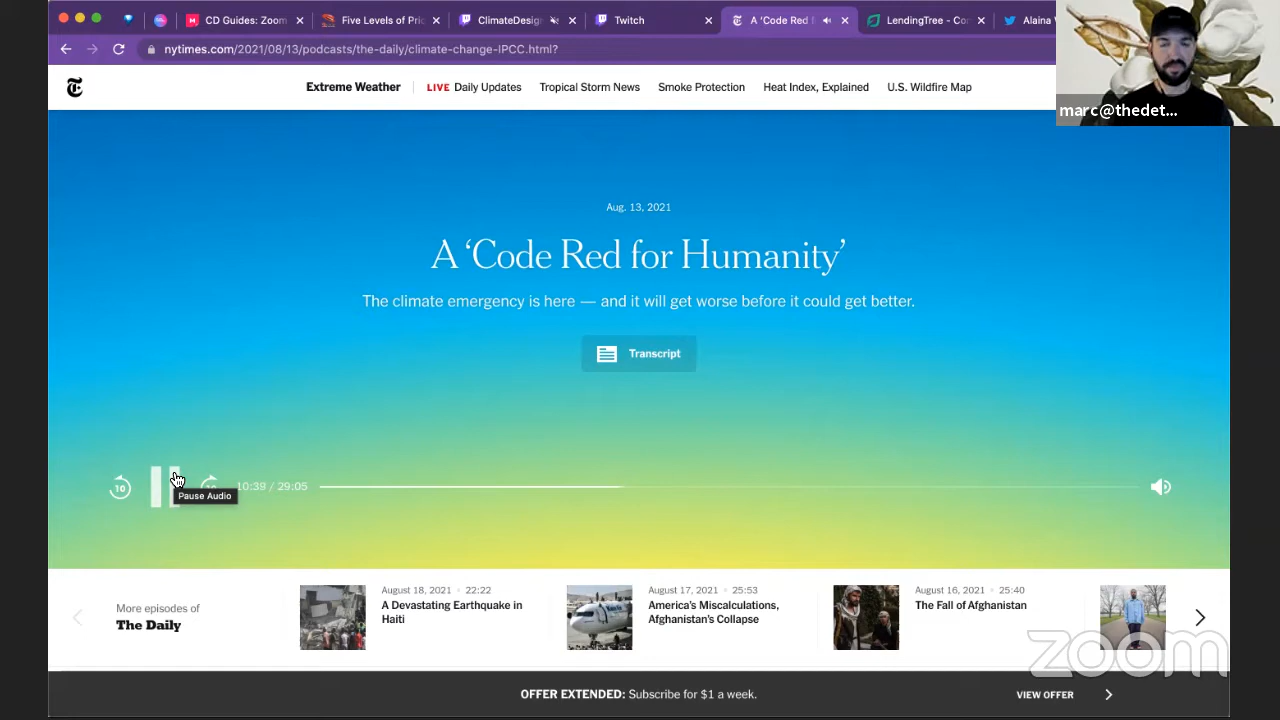 CD Guides: Zoom
Five Levels of Pric
ClimateDesig
Twitch
A 'Code Red f
LendingTree - Con
Alaina
nytimes.com/2021/08/13/podcasts/the-daily/climate-change-IPCC.html?
marc@thedet...
Extreme Weather
LIVE Daily Updates
Tropical Storm News
Smoke Protection
Heat Index, Explained
U.S. Wildfire Map
Aug. 13, 2021
A ‘Code Red for Humanity’
The climate emergency is here — and it will get worse before it could get better.
Transcript
10
10:39 / 29:05
Pause Audio
More episodes of
The Daily
August 18, 2021 • 22:22
A Devastating Earthquake in
Haiti
August 17, 2021 • 25:53
America’s Miscalculations,
Afghanistan’s Collapse
August 16, 2021 • 25:40
The Fall of Afghanistan
zoom
OFFER EXTENDED: Subscribe for $1 a week.
VIEW OFFER